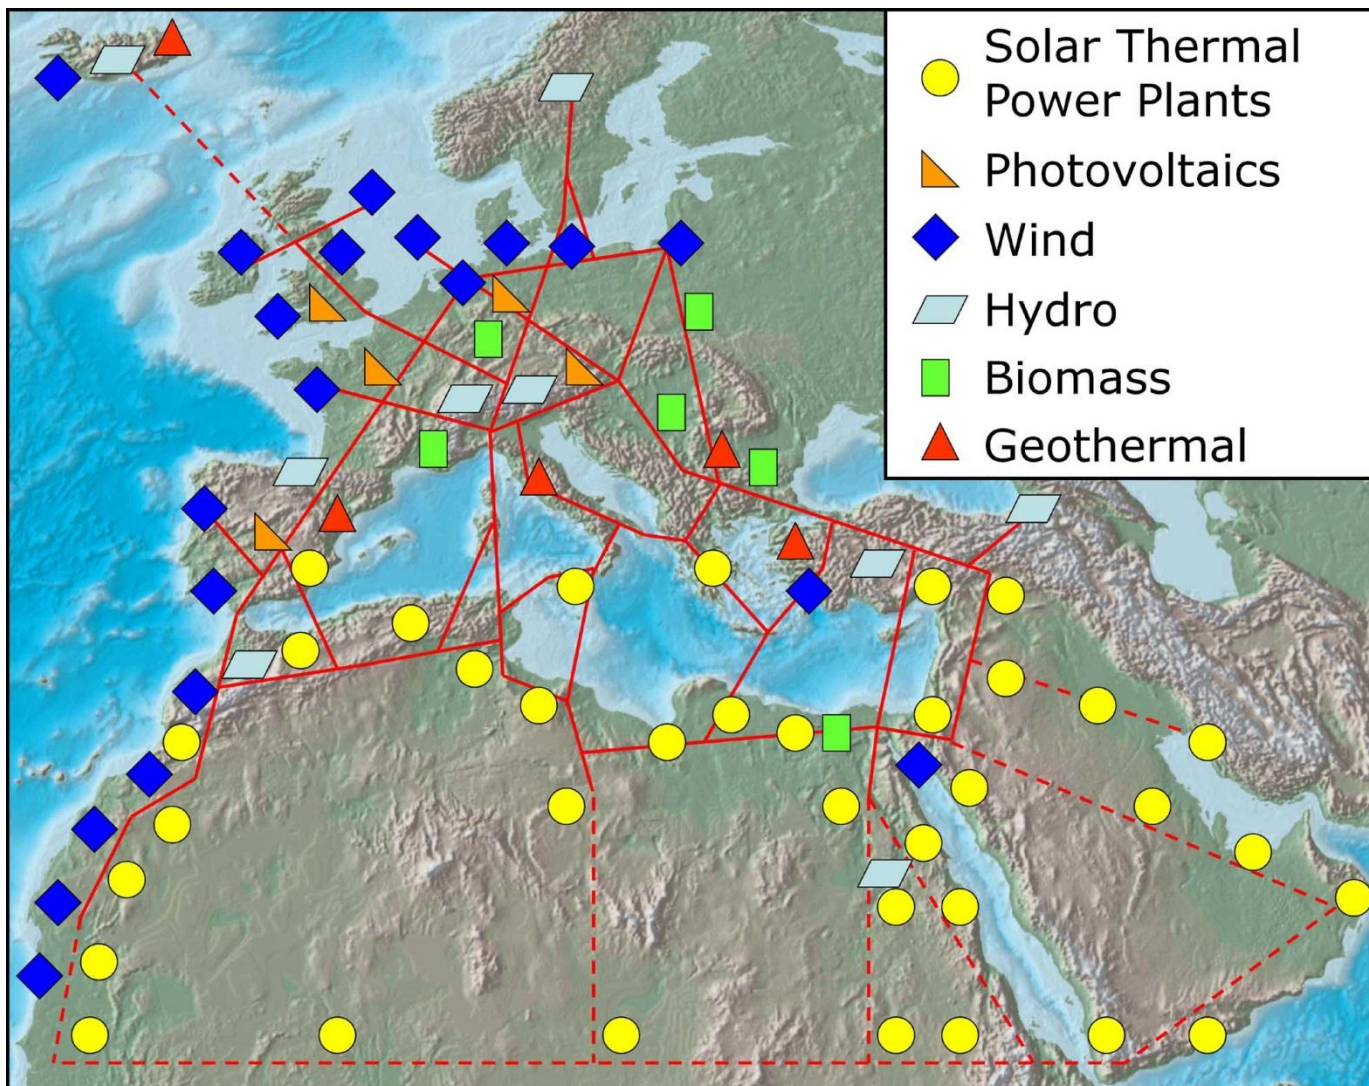 Solar Thermal
Power Plants
Photovoltaics
Wind
Hydro
Biomass
Geothermal